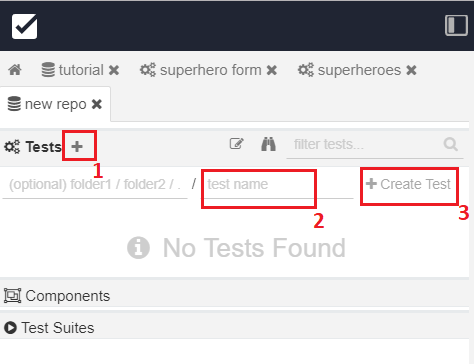 tutorial superhero form superheroes
new repo
Tests
filter tests...
1
(optional) folder1 / folder2 / . / test name + Create Test
2
3
No Tests Found
Components
Test Suites